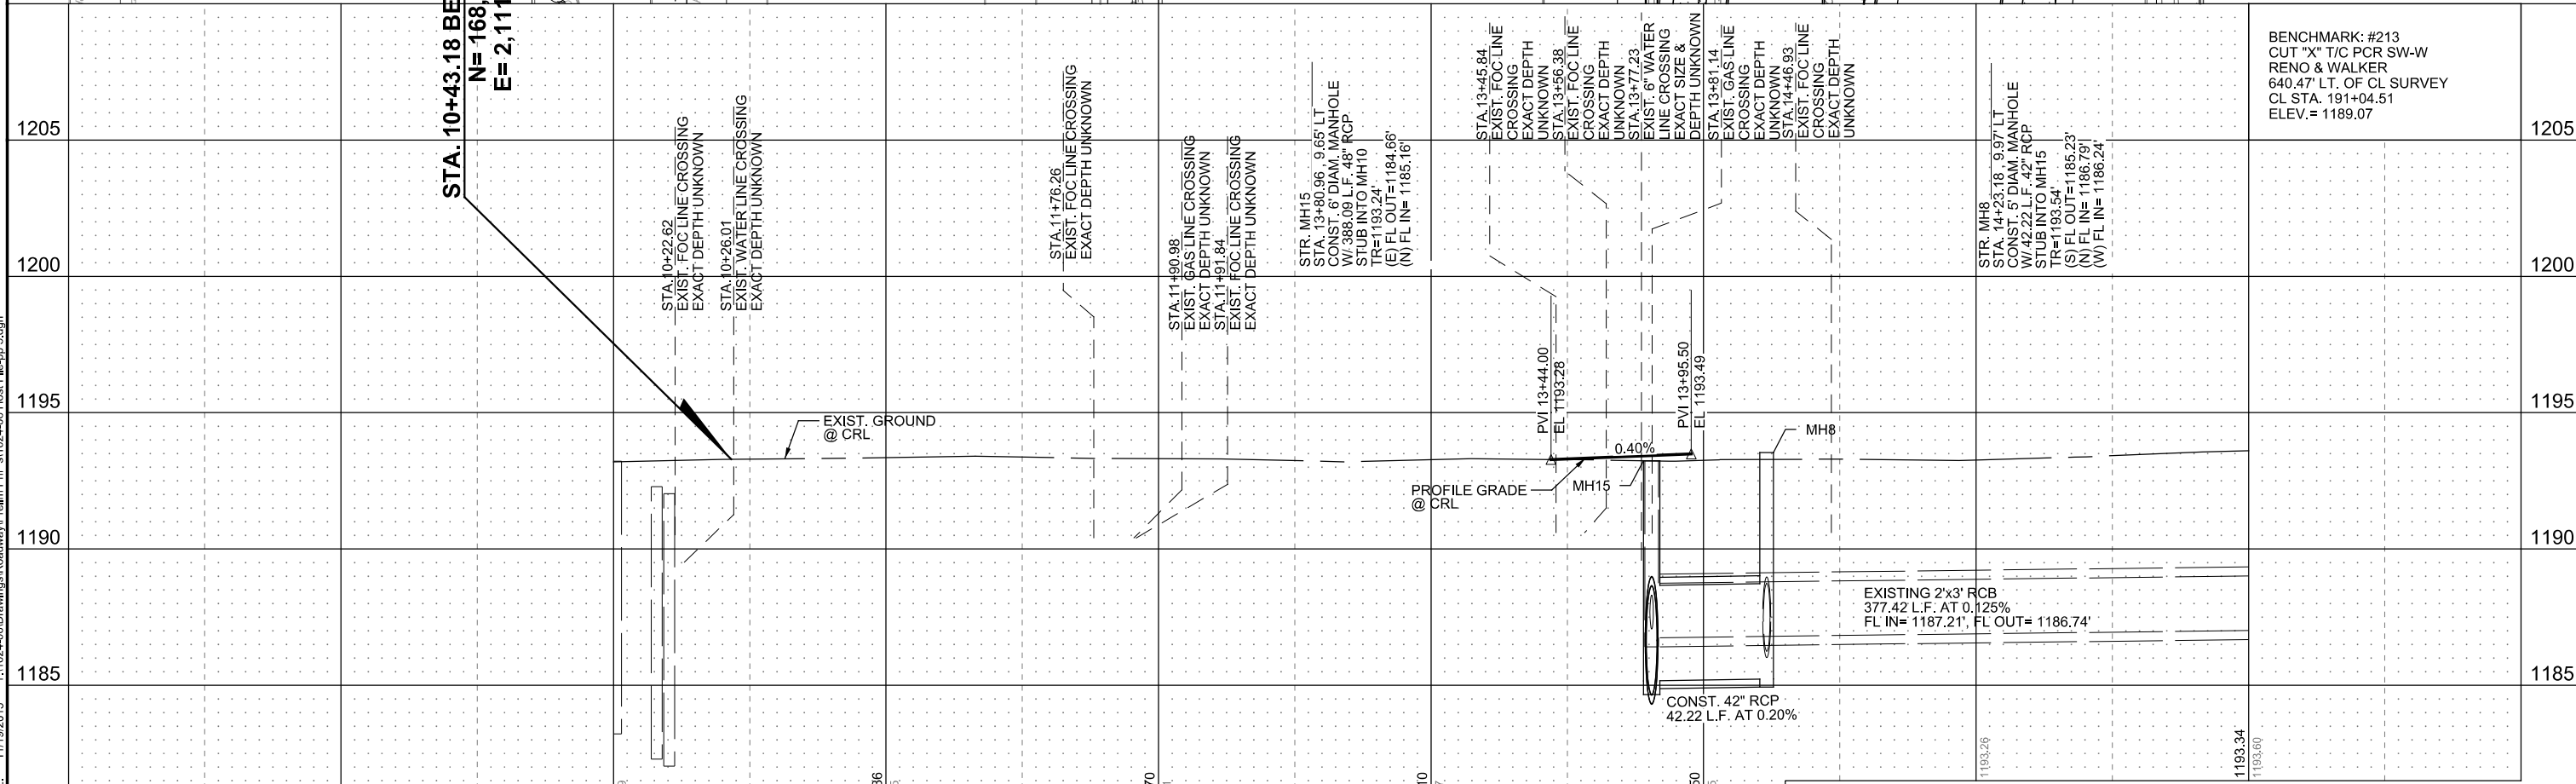 STA. 10+43.18 BE
N= 168,
E= 2,111
1205
1200
1195
1190
1185
STA.10+22.62
EXIST. FOC LINE CROSSING
EXACT DEPTH UNKNOWN
STA.10+26.01
EXIST. WATER LINE CROSSING
EXACT DEPTH UNKNOWN
EXIST. GROUND
@ CRL
STA.11+76.26
EXIST. FOC LINE CROSSING
EXACT DEPTH UNKNOWN
STA.11+90.98
EXIST. GAS LINE CROSSING
EXACT DEPTH UNKNOWN
STA.11+91.84
EXIST. FOC LINE CROSSING
EXACT DEPTH UNKNOWN
STR. MH15
STA. 13+80.96, 9.65' LT
CONST. 6' DIAM. MANHOLE
W/ 388.09 L.F. 48" RCP
STUB INTO MH10
TR=1193.24'
(E) FL OUT=1184.66'
(N) FL IN= 1185.16'
STA.13+45.84
EXIST. FOC LINE
CROSSING
EXACT DEPTH
UNKNOWN
STA.13+56.38
EXIST. FOC LINE
CROSSING
EXACT DEPTH
UNKNOWN
STA.13+77.23
EXIST. 6" WATER
LINE CROSSING
EXACT SIZE &
DEPTH UNKNOWN
STA.13+81.14
EXIST. GAS LINE
CROSSING
EXACT DEPTH
UNKNOWN
STA.14+46.93
EXIST. FOC LINE
CROSSING
EXACT DEPTH
UNKNOWN
PVI 13+44.00
EL 1193.28
PVI 13+95.50
EL 1193.49
0.40%
PROFILE GRADE
@ CRL
MH15
MH8
STR. MH8
STA. 14+23.18, 9.97' LT
CONST. 5' DIAM. MANHOLE
W/ 42.22 L.F. 42" RCP
STUB INTO MH15
TR=1193.54'
(S) FL OUT=1185.23'
(N) FL IN= 1186.79'
(W) FL IN= 1186.24'
EXISTING 2'x3' RCB
377.42 L.F. AT 0.125%
FL IN= 1187.21', FL OUT= 1186.74'
CONST. 42" RCP
42.22 L.F. AT 0.20%
BENCHMARK: #213
CUT "X" T/C PCR SW-W
RENO & WALKER
640.47' LT. OF CL SURVEY
CL STA. 191+04.51
ELEV.= 1189.07
1205
1200
1195
1190
1185
36
70
10
50
1193.26
1193.34
1193.60